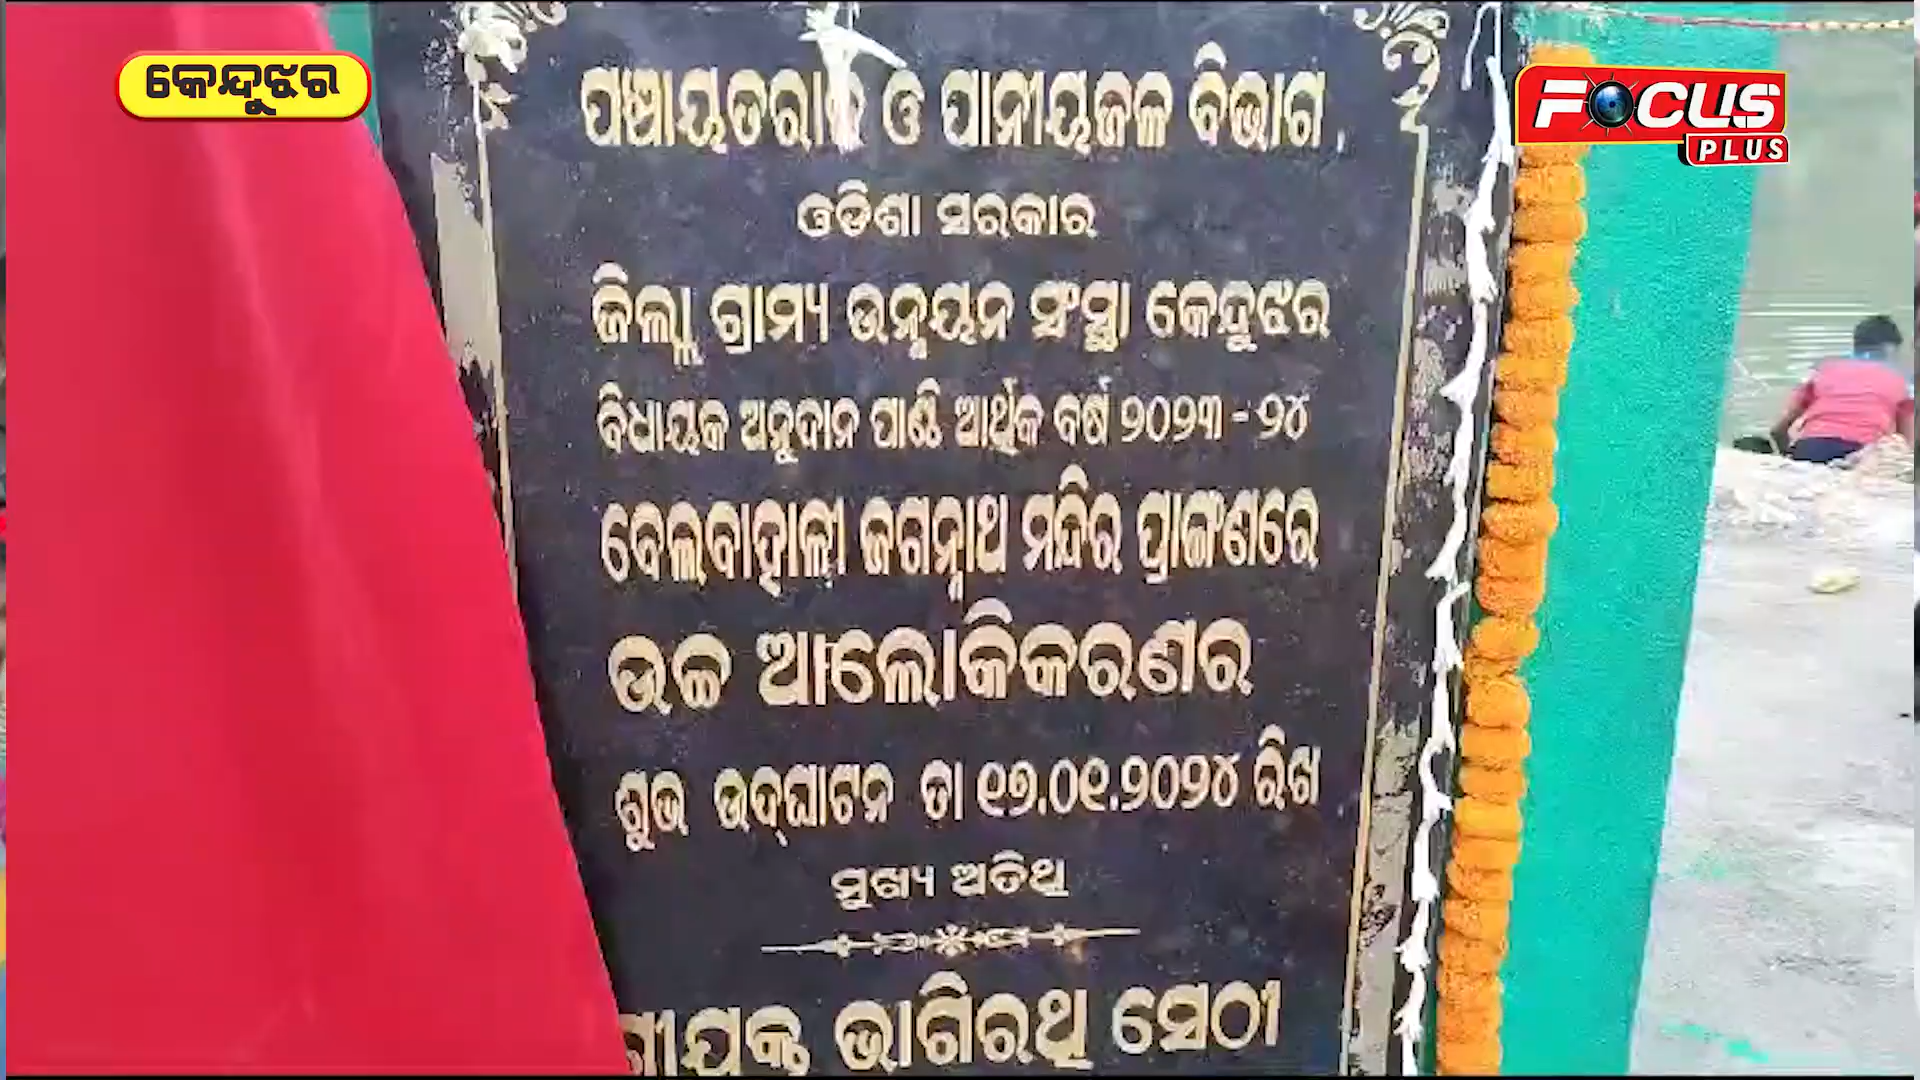 କେନ୍ଦୁଝର
FOCUS
PLUS
ପଞ୍ଚାୟତରାଜ ଓ ପାନୀୟଜଳ ବିଭାଗ
ଓଡିଶା ସରକାର
ଜିଲ୍ଲା ଗ୍ରାମ୍ୟ ଉନ୍ନୟନ ସଂସ୍ଥା କେନ୍ଦୁଝର
ବିଧାୟକ ଅନୁଦାନ ପାଣ୍ଠି ଆର୍ଥିକ ବର୍ଷ ୨୦୨୩ - ୨୪
ବେଲବାହାଳୀ ଜଗନ୍ନାଥ ମନ୍ଦିର ପ୍ରାଙ୍ଗଣରେ
ଉଚ୍ଚ ଆଲୋକିକରଣର
ଶୁଭ ଉଦ୍‌ଘାଟନ ତା ୧୭.୦୧.୨୦୨୪ ରିଖ
ମୁଖ୍ୟ ଅତିଥି
ଶ୍ରୀଯୁକ୍ତ ଭାଗିରଥି ସେଠୀ